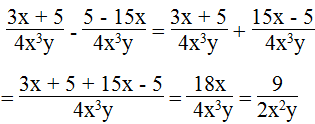 (3x + 5)/(4x³y) - (5 - 15x)/(4x³y) = (3x + 5)/(4x³y) + (15x - 5)/(4x³y)
= (3x + 5 + 15x - 5)/(4x³y) = 18x/(4x³y) = 9/(2x²y)